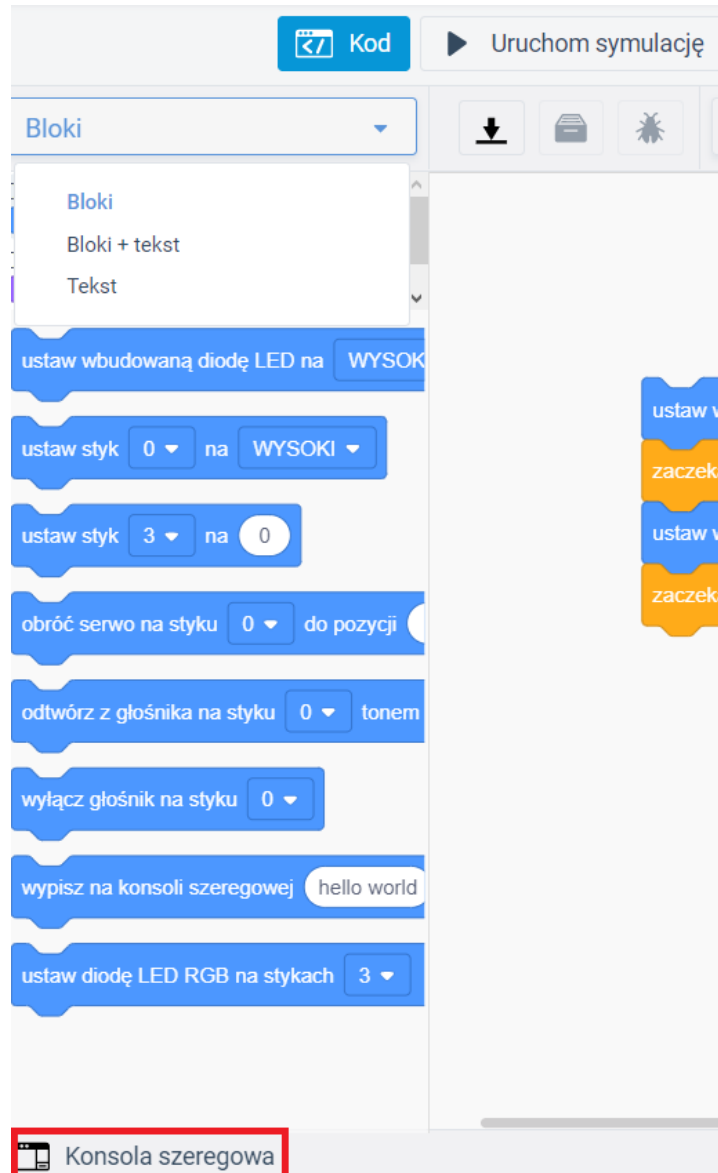 Kod
Uruchom symulację
Bloki
Bloki
Bloki + tekst
Tekst
ustaw wbudowaną diodę LED na
ustaw styk 0 na WYSOKI
ustaw styk 3 na 0
obróć serwo na styku 0 do pozycji
odtwórz z głośnika na styku 0 tonem
wyłącz głośnik na styku 0
wypisz na konsoli szeregowej hello world
ustaw diodę LED RGB na stykach 3
ustaw
ustaw
Konsola szeregowa